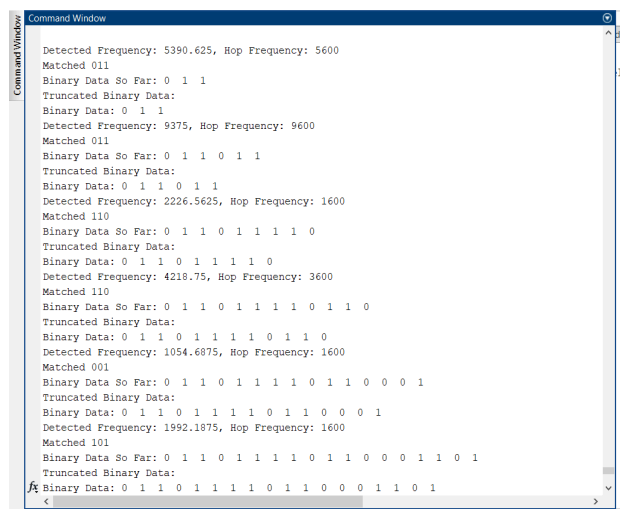 Command Window
Command Window
Detected Frequency: 5390.625, Hop Frequency: 5600
Matched 011
Binary Data So Far: 0 1 1
Truncated Binary Data:
Binary Data: 0 1 1
Detected Frequency: 9375, Hop Frequency: 9600
Matched 011
Binary Data So Far: 0 1 1 0 1 1
Truncated Binary Data:
Binary Data: 0 1 1 0 1 1
Detected Frequency: 2226.5625, Hop Frequency: 1600
Matched 110
Binary Data So Far: 0 1 1 0 1 1 1 1 0
Truncated Binary Data:
Binary Data: 0 1 1 0 1 1 1 1 0
Detected Frequency: 4218.75, Hop Frequency: 3600
Matched 110
Binary Data So Far: 0 1 1 0 1 1 1 1 0 1 1 0
Truncated Binary Data:
Binary Data: 0 1 1 0 1 1 1 1 0 1 1 0
Detected Frequency: 1054.6875, Hop Frequency: 1600
Matched 001
Binary Data So Far: 0 1 1 0 1 1 1 1 0 1 1 0 0 0 1
Truncated Binary Data:
Binary Data: 0 1 1 0 1 1 1 1 0 1 1 0 0 0 1
Detected Frequency: 1992.1875, Hop Frequency: 1600
Matched 101
Binary Data So Far: 0 1 1 0 1 1 1 1 0 1 1 0 0 0 1 1 0 1
Truncated Binary Data:
fx Binary Data: 0 1 1 0 1 1 1 1 0 1 1 0 0 0 1 1 0 1